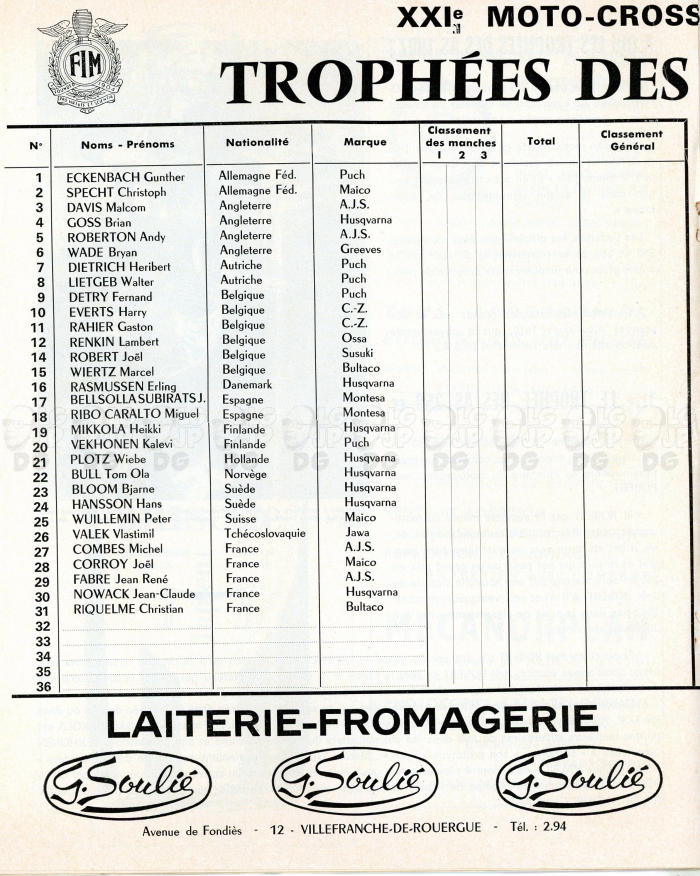 XXIe MOTO-CROSS
FIM
TROPHÉES DES
N° Noms - Prénoms Nationalité Marque Classement des manches 1 2 3 Total Classement Général
1 ECKENBACH Gunther Allemagne Féd. Puch
2 SPECHT Christoph Allemagne Féd. Maico
3 DAVIS Malcom Angleterre A.J.S.
4 GOSS Brian Angleterre Husqvarna
5 ROBERTON Andy Angleterre A.J.S.
6 WADE Bryan Angleterre Greeves
7 DIETRICH Heribert Autriche Puch
8 LIETGEB Walter Autriche Puch
9 DETRY Fernand Belgique Puch
10 EVERTS Harry Belgique C.-Z.
11 RAHIER Gaston Belgique C.-Z.
12 RENKIN Lambert Belgique Ossa
14 ROBERT Joël Belgique Susuki
15 WIERTZ Marcel Belgique Bultaco
16 RASMUSSEN Erling Danemark Husqvarna
17 BELLSOLLA SUBIRATS J. Espagne Montesa
18 RIBO CARALTO Miguel Espagne Montesa
19 MIKKOLA Heikki Finlande Husqvarna
20 VEKHONEN Kalevi Finlande Puch
21 PLOTZ Wiebe Hollande Husqvarna
22 BULL Tom Ola Norvège Husqvarna
23 BLOOM Bjarne Suède Husqvarna
24 HANSSON Hans Suède Husqvarna
25 WUILLEMIN Peter Suisse Maico
26 VALEK Vlastimil Tchécoslovaquie Jawa
27 COMBES Michel France A.J.S.
28 CORROY Joël France Maico
29 FABRE Jean René France A.J.S.
30 NOWACK Jean-Claude France Husqvarna
31 RIQUELME Christian France Bultaco
32
33
34
35
36
LAITERIE-FROMAGERIE
G. Soulié G. Soulié G. Soulié
Avenue de Fondiès - 12 - VILLEFRANCHE-DE-ROUERGUE - Tél. : 2.94